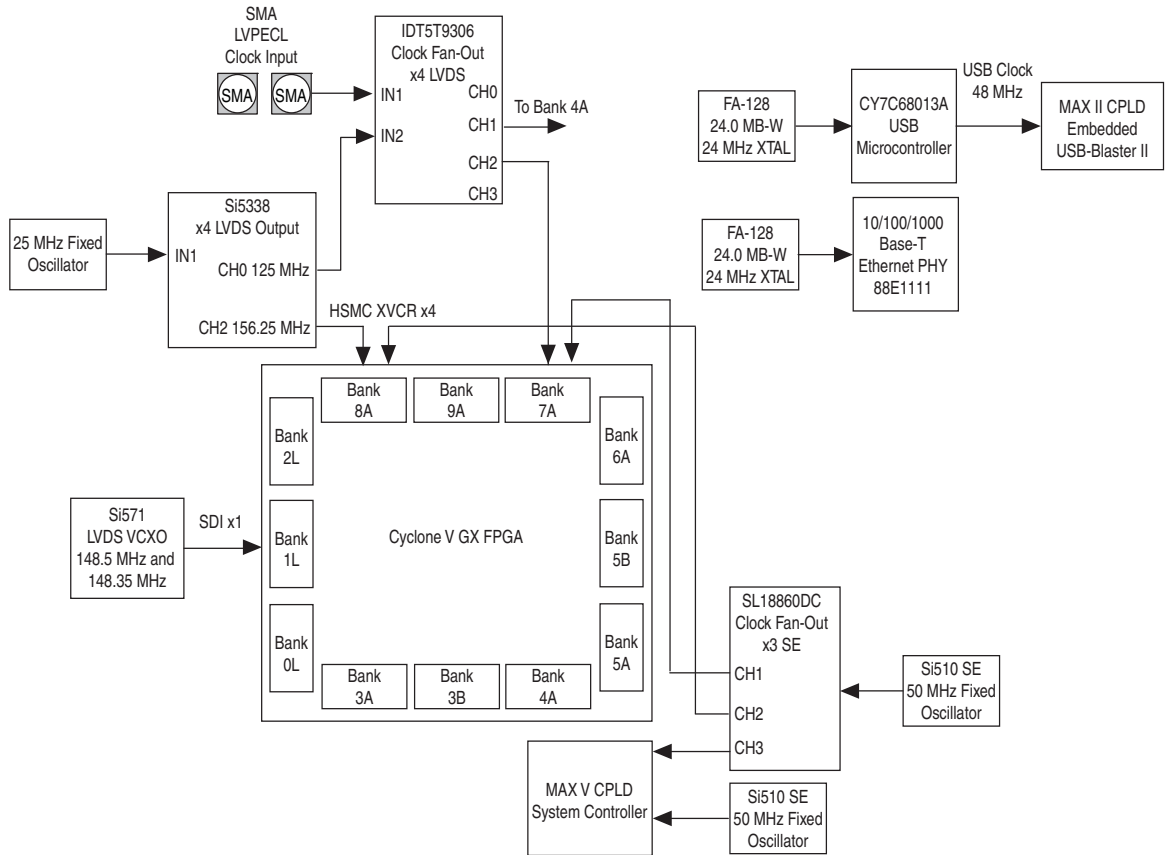 SMA
LVPECL
Clock Input
SMA
SMA
IDT5T9306
Clock Fan-Out
x4 LVDS
IN1
IN2
CH0
CH1
CH2
CH3
To Bank 4A
FA-128
24.0 MB-W
24 MHz XTAL
CY7C68013A
USB
Microcontroller
USB Clock
48 MHz
MAX II CPLD
Embedded
USB-Blaster II
25 MHz Fixed
Oscillator
Si5338
x4 LVDS Output
IN1
CH0 125 MHz
CH2 156.25 MHz
FA-128
24.0 MB-W
24 MHz XTAL
10/100/1000
Base-T
Ethernet PHY
88E1111
HSMC XVCR x4
Bank
8A
Bank
9A
Bank
7A
Bank
2L
Bank
6A
Si571
LVDS VCXO
148.5 MHz and
148.35 MHz
SDI x1
Bank
1L
Cyclone V GX FPGA
Bank
5B
Bank
0L
Bank
5A
Bank
3A
Bank
3B
Bank
4A
SL18860DC
Clock Fan-Out
x3 SE
CH1
CH2
CH3
Si510 SE
50 MHz Fixed
Oscillator
MAX V CPLD
System Controller
Si510 SE
50 MHz Fixed
Oscillator